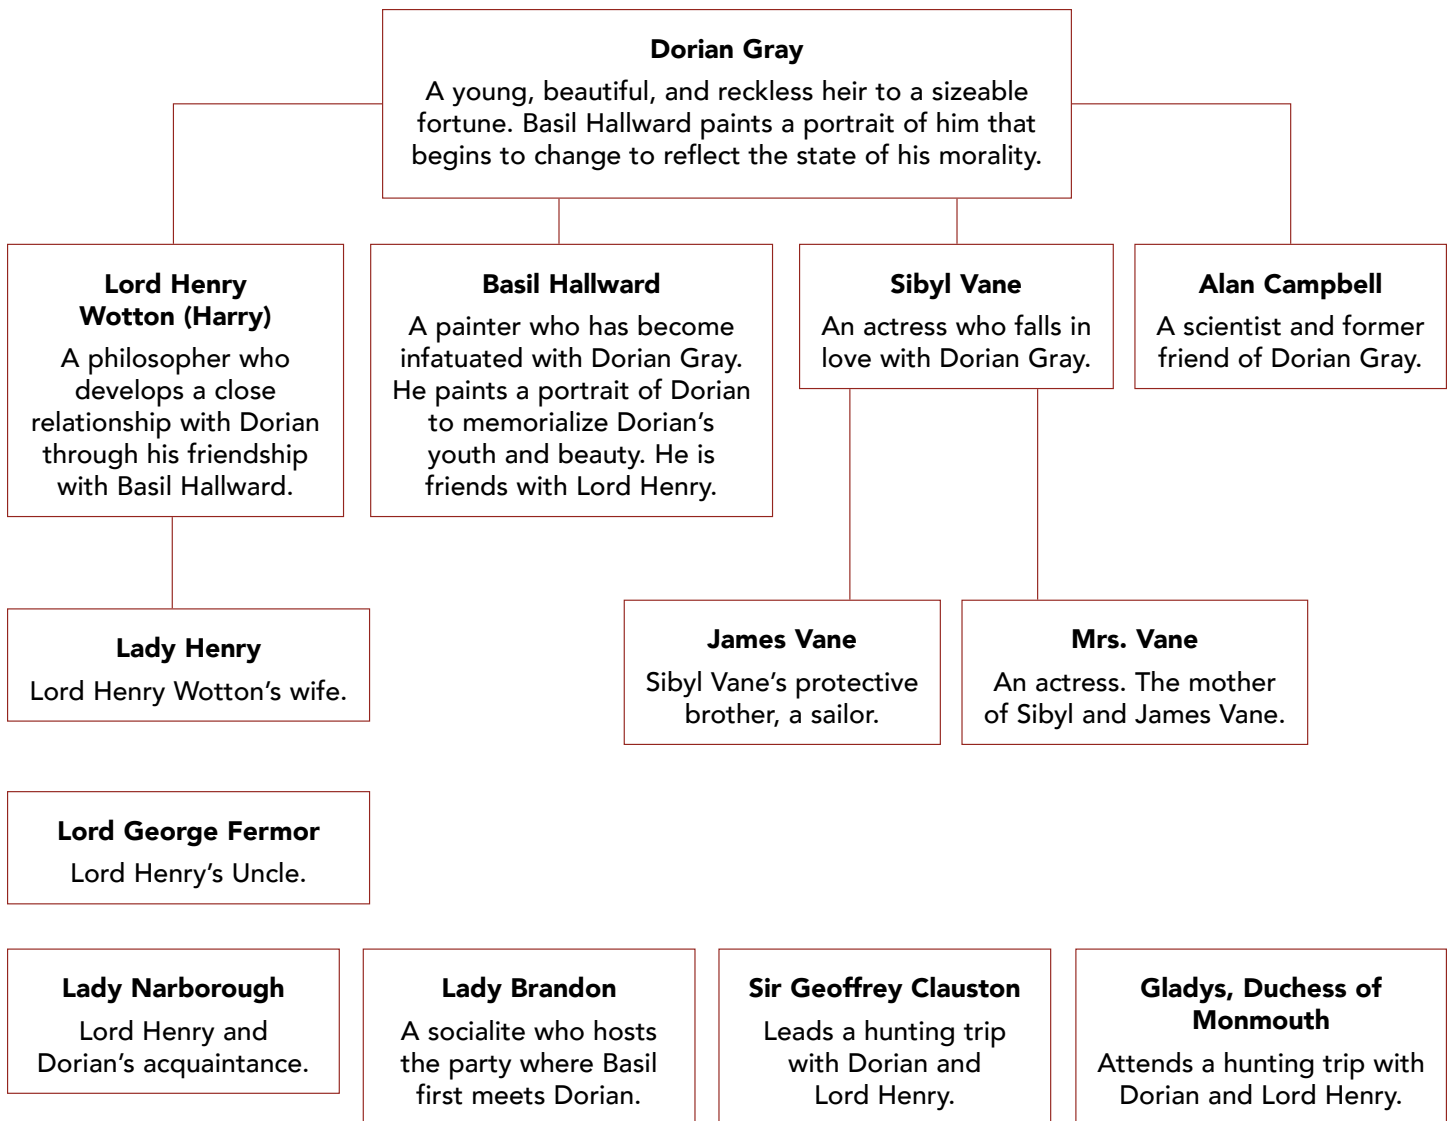 Dorian Gray
A young, beautiful, and reckless heir to a sizeable
fortune. Basil Hallward paints a portrait of him that
begins to change to reflect the state of his morality.
Lord Henry
Wotton (Harry)
A philosopher who
develops a close
relationship with Dorian
through his friendship
with Basil Hallward.
Basil Hallward
A painter who has become
infatuated with Dorian Gray.
He paints a portrait of Dorian
to memorialize Dorian’s
youth and beauty. He is
friends with Lord Henry.
Sibyl Vane
An actress who falls in
love with Dorian Gray.
Alan Campbell
A scientist and former
friend of Dorian Gray.
Lady Henry
Lord Henry Wotton’s wife.
James Vane
Sibyl Vane’s protective
brother, a sailor.
Mrs. Vane
An actress. The mother
of Sibyl and James Vane.
Lord George Fermor
Lord Henry’s Uncle.
Lady Narborough
Lord Henry and
Dorian’s acquaintance.
Lady Brandon
A socialite who hosts
the party where Basil
first meets Dorian.
Sir Geoffrey Clauston
Leads a hunting trip
with Dorian and
Lord Henry.
Gladys, Duchess of
Monmouth
Attends a hunting trip with
Dorian and Lord Henry.